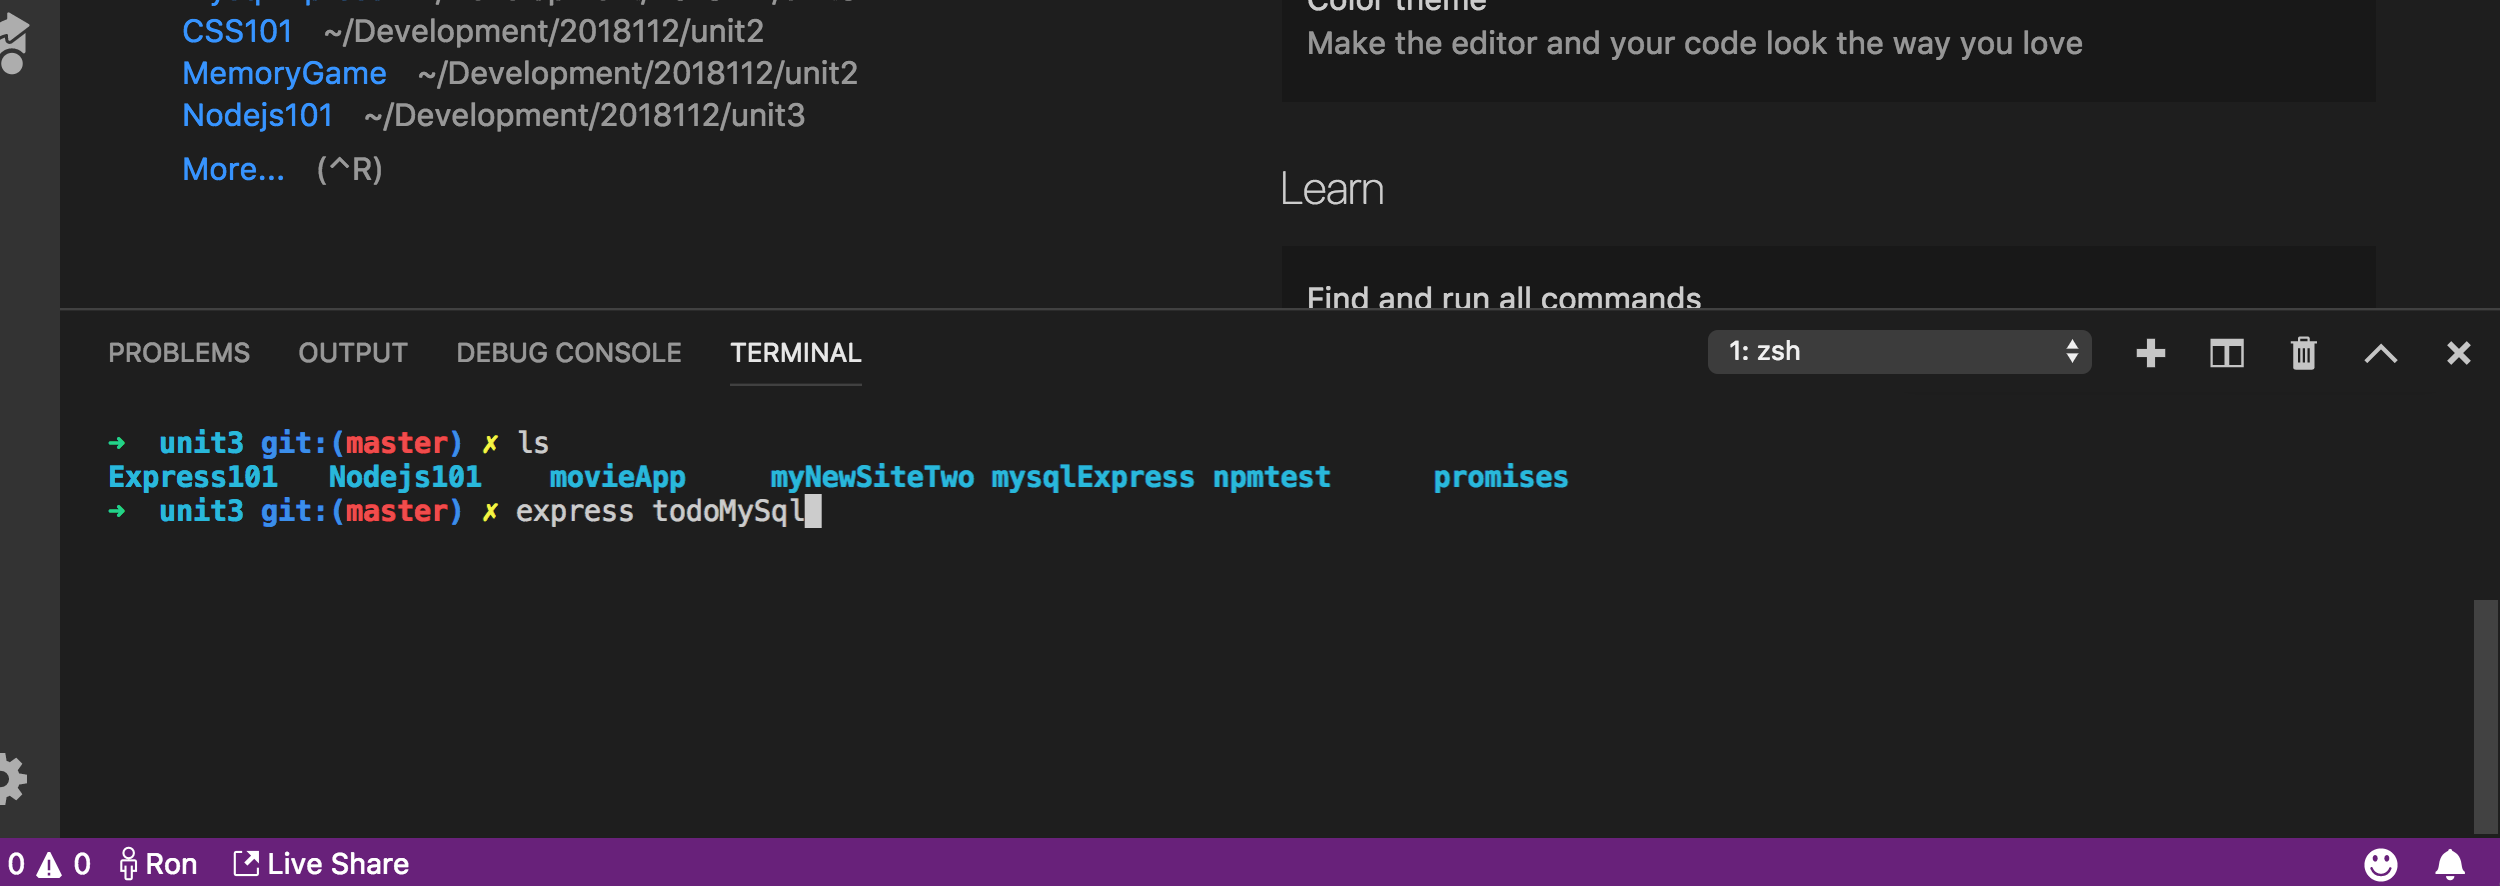 CSS101 ~/Development/2018112/unit2
MemoryGame ~/Development/2018112/unit2
Nodejs101 ~/Development/2018112/unit3
More... (^R)
Color theme
Make the editor and your code look the way you love
Learn
Find and run all commands
PROBLEMS OUTPUT DEBUG CONSOLE TERMINAL 1: zsh
➜ unit3 git:(master) ✗ ls
Express101 Nodejs101 movieApp myNewSiteTwo mysqlExpress npmtest promises
➜ unit3 git:(master) ✗ express todoMySql
0 0 Ron Live Share